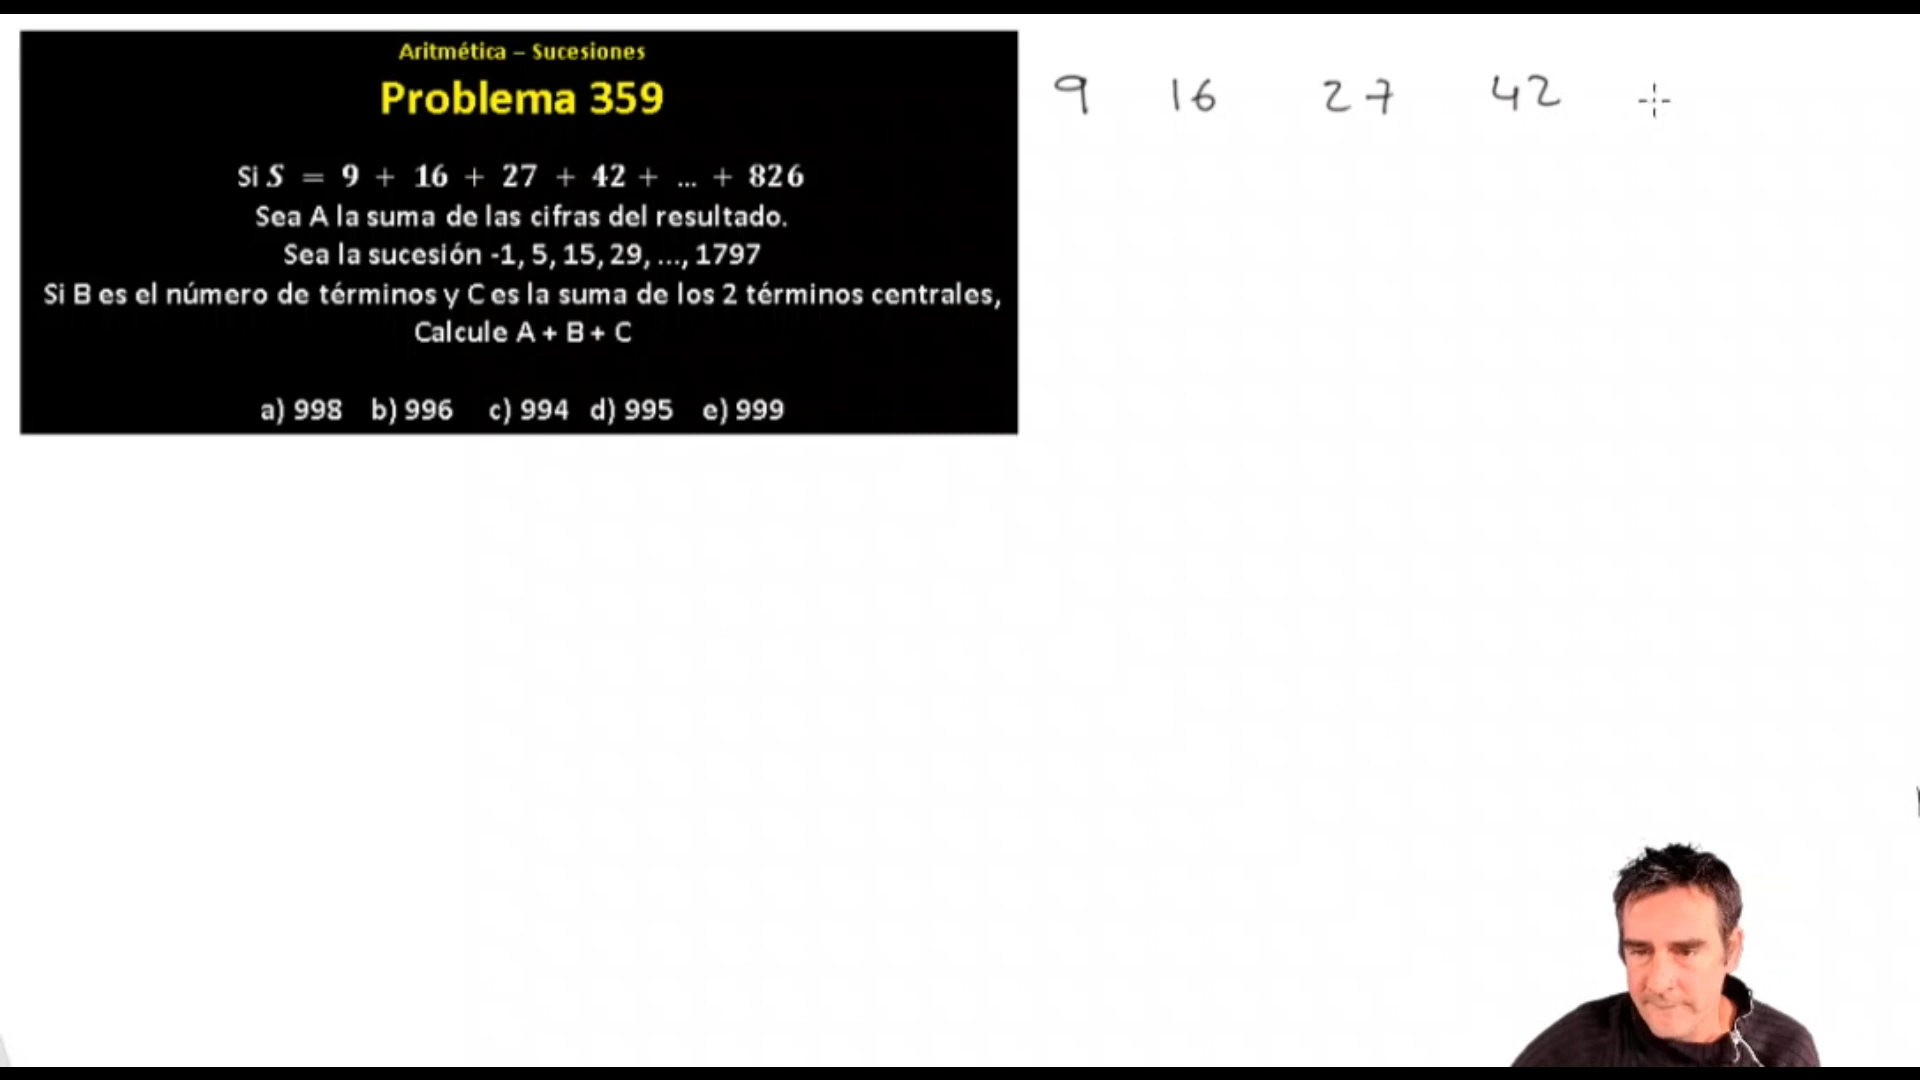 Aritmética – Sucesiones
Problema 359
Si S = 9 + 16 + 27 + 42 + ... + 826
Sea A la suma de las cifras del resultado.
Sea la sucesión -1, 5, 15, 29, ..., 1797
Si B es el número de términos y C es la suma de los 2 términos centrales,
Calcule A + B + C
a) 998 b) 996 c) 994 d) 995 e) 999
9 16 27 42